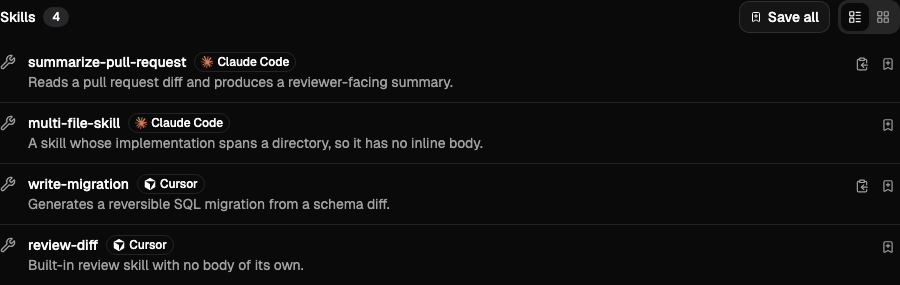 Skills 4 Save all
summarize-pull-request Claude Code
Reads a pull request diff and produces a reviewer-facing summary.
multi-file-skill Claude Code
A skill whose implementation spans a directory, so it has no inline body.
write-migration Cursor
Generates a reversible SQL migration from a schema diff.
review-diff Cursor
Built-in review skill with no body of its own.